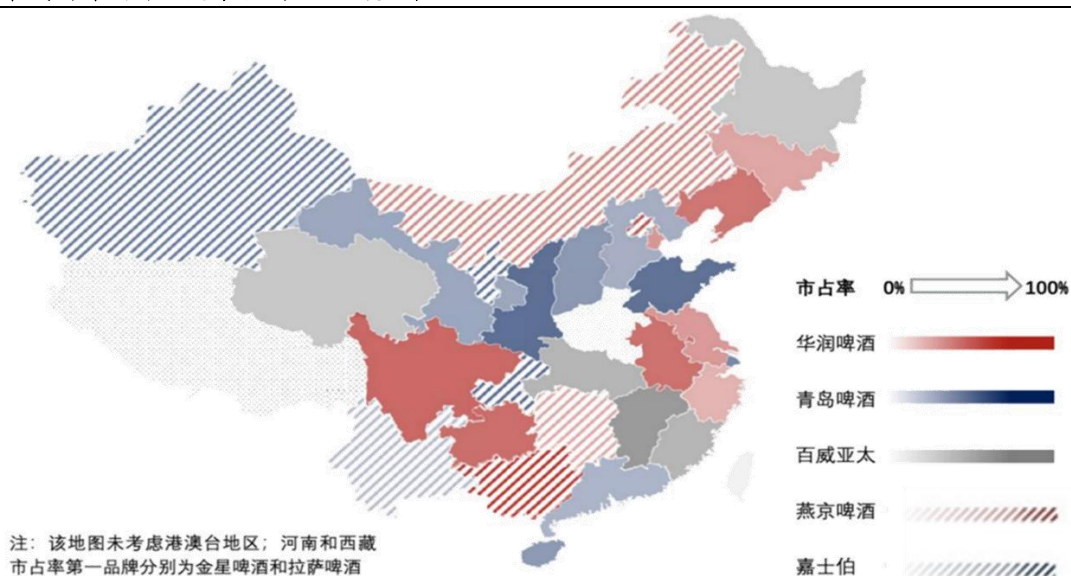 市占率 0% 100%
华润啤酒
青岛啤酒
百威亚太
燕京啤酒
嘉士伯
注：该地图未考虑港澳台地区；河南和西藏
市占率第一品牌分别为金星啤酒和拉萨啤酒